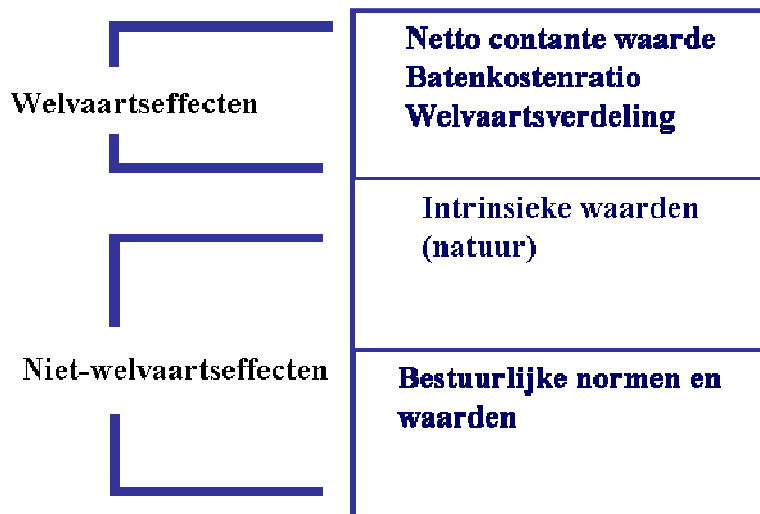 Netto contante waarde
Batenkostenratio
Welvaartsverdeling
Welvaartseffecten
Intrinsieke waarden
(natuur)
Niet-welvaartseffecten
Bestuurlijke normen en
waarden